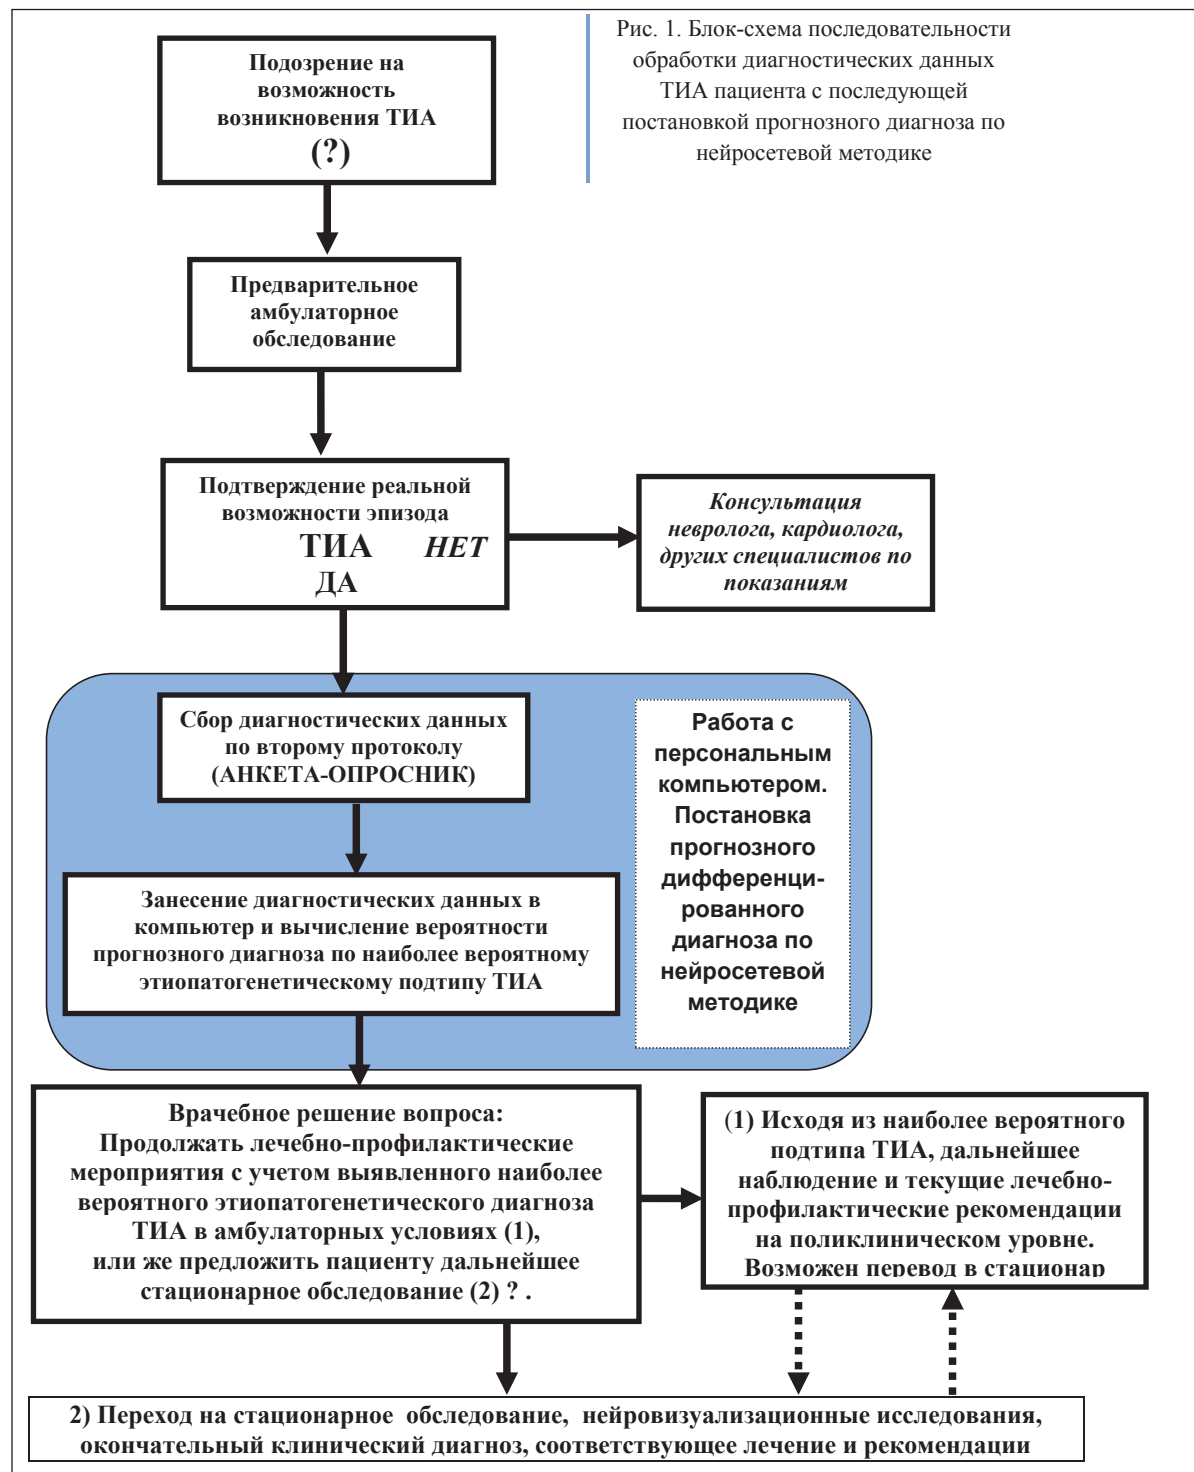 Рис. 1. Блок-схема последовательности
обработки диагностических данных
ТИА пациента с последующей
постановкой прогнозного диагноза по
нейросетевой методике
Подозрение на
возможность
возникновения ТИА
(?)
Предварительное
амбулаторное
обследование
Подтверждение реальной
возможности эпизода
ТИА НЕТ
ДА
Консультация
невролога, кардиолога,
других специалистов по
показаниям
Сбор диагностических данных
по второму протоколу
(АНКЕТА-ОПРОСНИК)
Занесение диагностических данных в
компьютер и вычисление вероятности
прогнозного диагноза по наиболее вероятному
этиопатогенетическому подтипу ТИА
Работа с
персональным
компьютером.
Постановка
прогнозного
дифференци-
рованного
диагноза по
нейросетевой
методике
Врачебное решение вопроса:
Продолжать лечебно-профилактические
мероприятия с учетом выявленного наиболее
вероятного этиопатогенетического диагноза
ТИА в амбулаторных условиях (1),
или же предложить пациенту дальнейшее
стационарное обследование (2) ? .
(1) Исходя из наиболее вероятного
подтипа ТИА, дальнейшее
наблюдение и текущие лечебно-
профилактические рекомендации
на поликлиническом уровне.
Возможен перевод в стационар
2) Переход на стационарное обследование, нейровизуализационные исследования,
окончательный клинический диагноз, соответствующее лечение и рекомендации